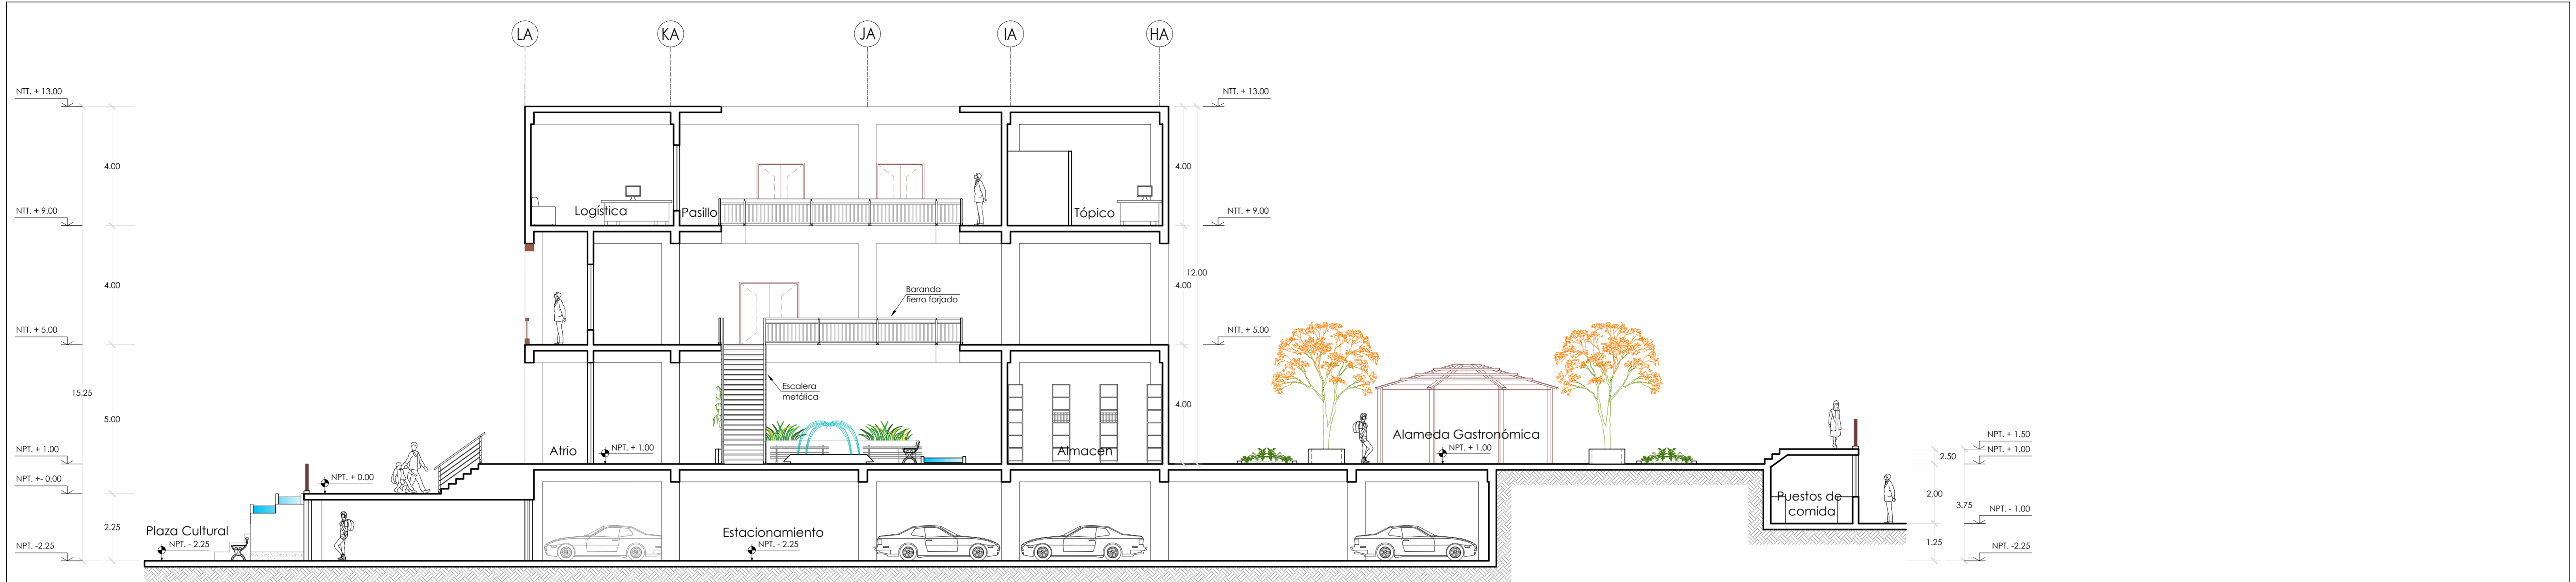 LA
KA
JA
IA
HA
NTT. + 13.00
NTT. + 13.00
4.00
4.00
Logística
Pasillo
Tópico
NTT. + 9.00
NTT. + 9.00
12.00
4.00
4.00
Baranda
fierro forjado
NTT. + 5.00
NTT. + 5.00
Escalera
metálica
15.25
4.00
5.00
Alameda Gastronómica
NPT. + 1.00
Atrio
NPT. + 1.00
Almacen
NPT. + 1.00
NPT. + 1.50
NPT. + 1.00
2.50
NPT. +- 0.00
NPT. + 0.00
2.00
Puestos de
comida
3.75
NPT. - 1.00
Plaza Cultural
NPT. - 2.25
2.25
Estacionamiento
NPT. - 2.25
NPT. -2.25
1.25
NPT. -2.25